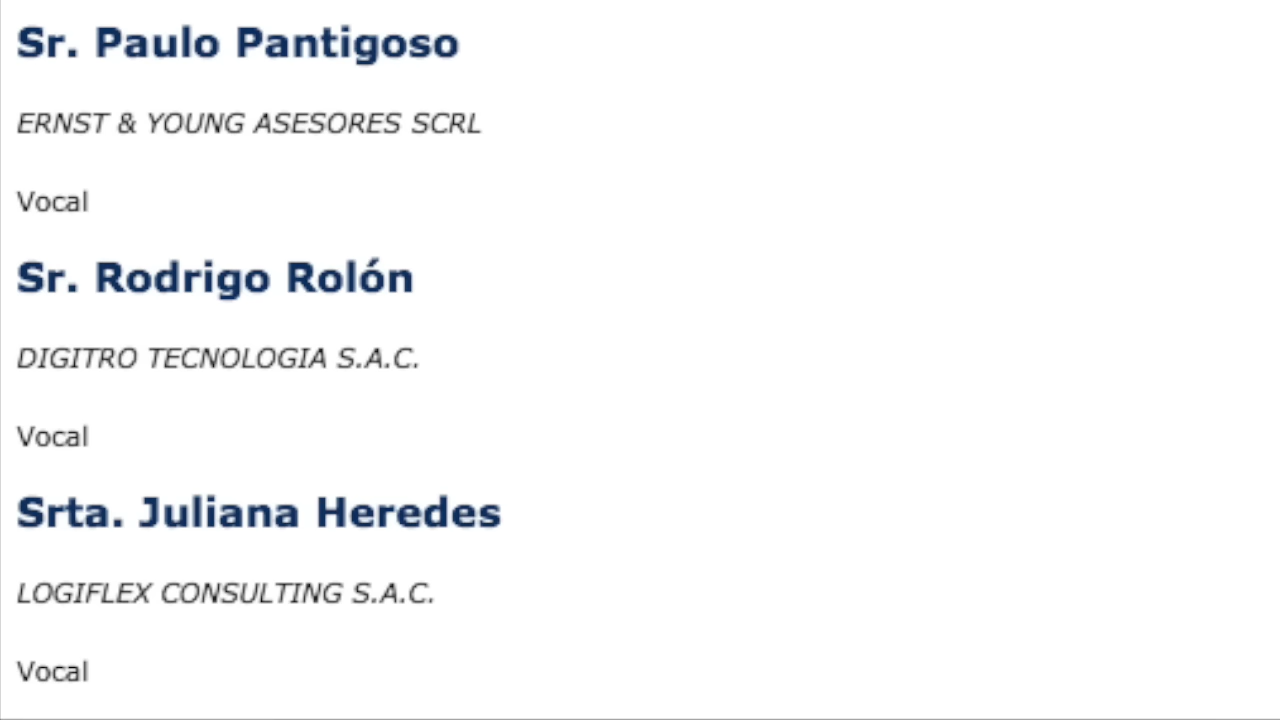 Sr. Paulo Pantigoso
ERNST & YOUNG ASESORES SCRL
Vocal
Sr. Rodrigo Rolón
DIGITRO TECNOLOGIA S.A.C.
Vocal
Srta. Juliana Heredes
LOGIFLEX CONSULTING S.A.C.
Vocal